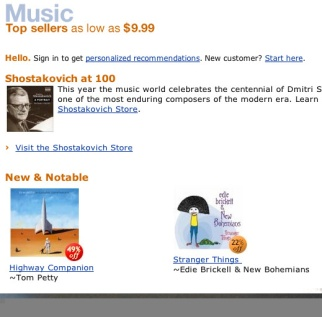 Music
Top sellers as low as $9.99
Hello. Sign in to get personalized recommendations. New customer? Start here.
Shostakovich at 100
This year the music world celebrates the centennial of Dmitri S
one of the most enduring composers of the modern era. Learn
Shostakovich Store.
Visit the Shostakovich Store
New & Notable
49% off
edie brickell & New Bohemians
Stranger Things
22% off
Highway Companion
~Tom Petty
Stranger Things
~Edie Brickell & New Bohemians